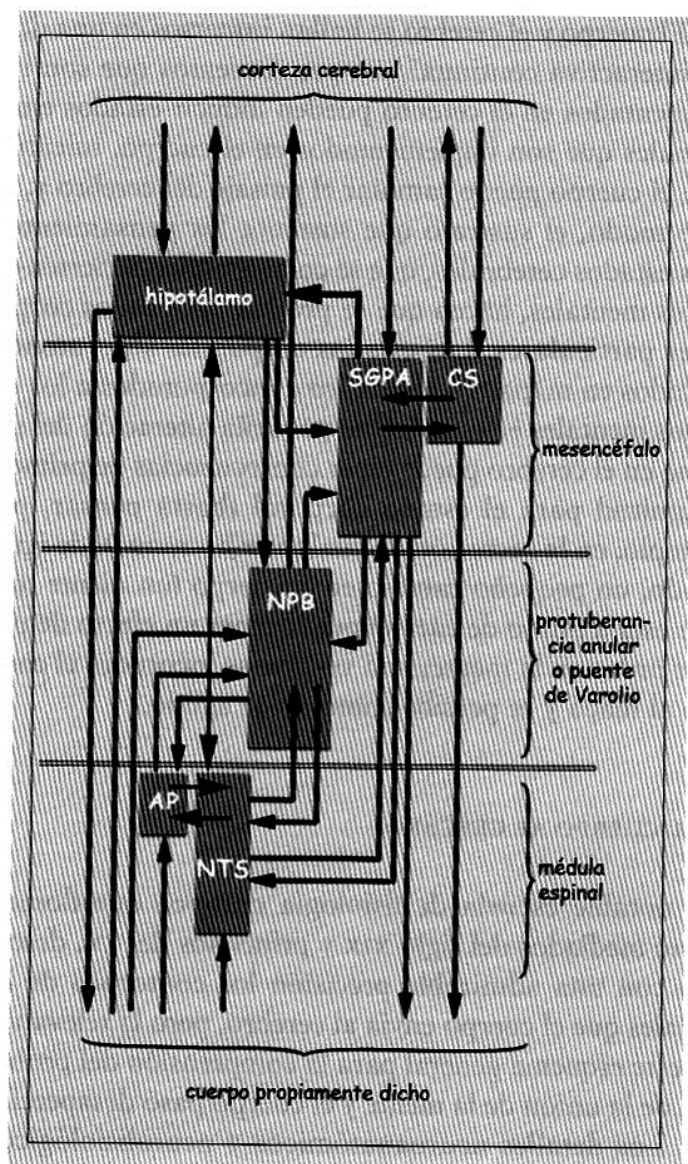 corteza cerebral
hipotálamo
SGPA
CS
mesencéfalo
NPB
protuberan-
cia anular
o puente
de Varolio
AP
NTS
médula
espinal
cuerpo propiamente dicho